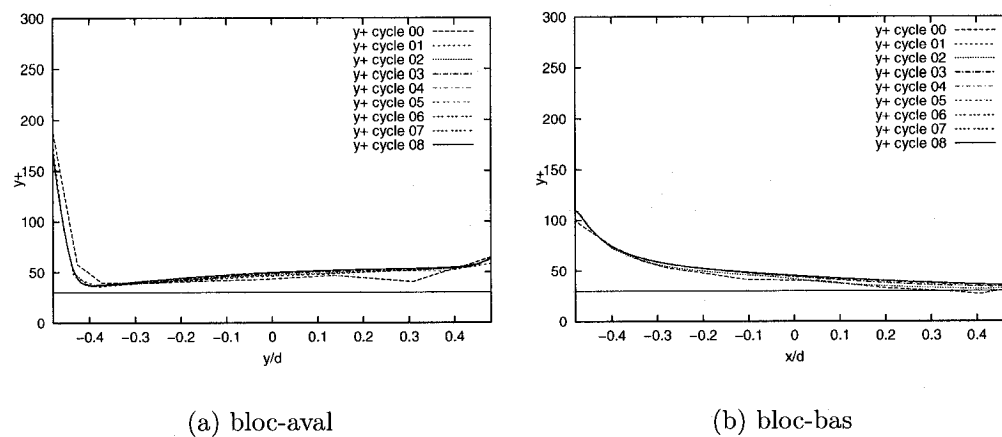 300
250
200
150
100
50
0
y+
−0.4
−0.3
−0.2
−0.1
0
0.1
0.2
0.3
0.4
y/d
y+ cycle 00
y+ cycle 01
y+ cycle 02
y+ cycle 03
y+ cycle 04
y+ cycle 05
y+ cycle 06
y+ cycle 07
y+ cycle 08
(a) bloc-aval
300
250
200
150
100
50
0
y+
−0.4
−0.3
−0.2
−0.1
0
0.1
0.2
0.3
0.4
x/d
y+ cycle 00
y+ cycle 01
y+ cycle 02
y+ cycle 03
y+ cycle 04
y+ cycle 05
y+ cycle 06
y+ cycle 07
y+ cycle 08
(b) bloc-bas